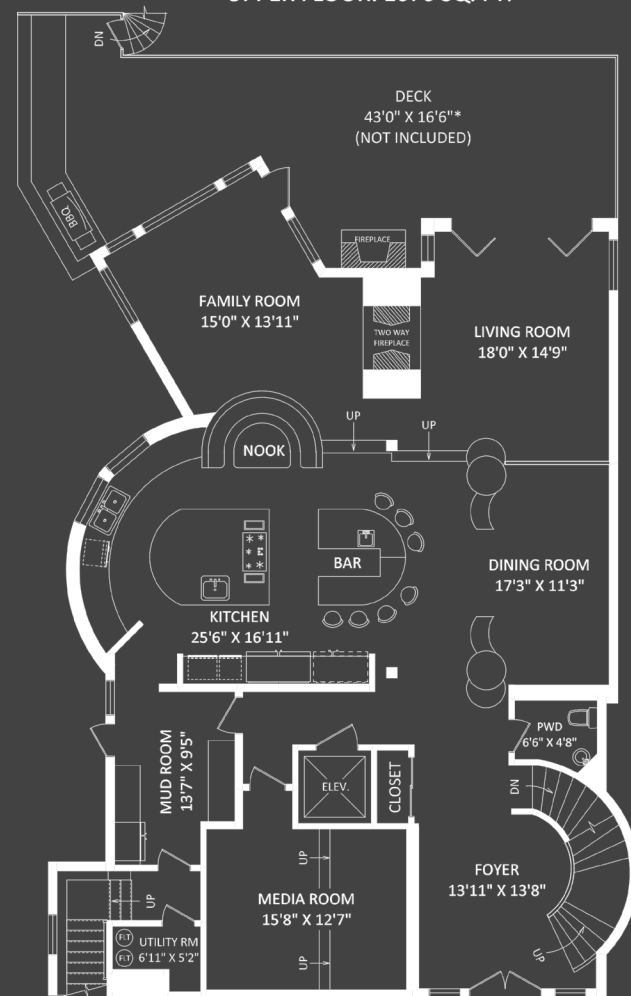 DN
DECK
43'0" X 16'6"*
(NOT INCLUDED)
BBQ
FIREPLACE
FAMILY ROOM
15'0" X 13'11"
TWO WAY
FIREPLACE
LIVING ROOM
18'0" X 14'9"
UP
UP
NOOK
BAR
DINING ROOM
17'3" X 11'3"
KITCHEN
25'6" X 16'11"
PWD
6'6" X 4'8"
MUD ROOM
13'7" X 9'5"
ELEV.
CLOSET
DN
UP
FOYER
13'11" X 13'8"
MEDIA ROOM
15'8" X 12'7"
UP
UP
UP
FLT
FLT
UTILITY RM
6'11" X 5'2"